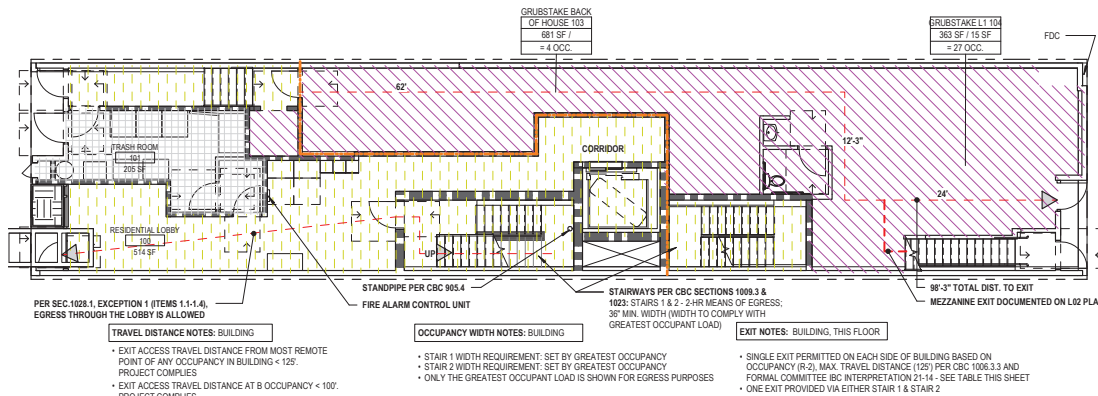 GRUBSTAKE BACK
OF HOUSE 103
681 SF /
= 4 OCC.
GRUBSTAKE L1 104
363 SF / 15 SF
= 27 OCC.
FDC
62'
12'-3"
24'
TRASH ROOM
101
205 SF
CORRIDOR
RESIDENTIAL LOBBY
100
514 SF
UP
PER SEC.1028.1, EXCEPTION 1 (ITEMS 1.1-1.4),
EGRESS THROUGH THE LOBBY IS ALLOWED
STANDPIPE PER CBC 905.4
FIRE ALARM CONTROL UNIT
STAIRWAYS PER CBC SECTIONS 1009.3 &
1023: STAIRS 1 & 2 - 2-HR MEANS OF EGRESS;
36" MIN. WIDTH (WIDTH TO COMPLY WITH
GREATEST OCCUPANT LOAD)
98'-3" TOTAL DIST. TO EXIT
MEZZANINE EXIT DOCUMENTED ON L02 PLA
TRAVEL DISTANCE NOTES: BUILDING
• EXIT ACCESS TRAVEL DISTANCE FROM MOST REMOTE
POINT OF ANY OCCUPANCY IN BUILDING < 125'.
PROJECT COMPLIES
• EXIT ACCESS TRAVEL DISTANCE AT B OCCUPANCY < 100'.
PROJECT COMPLIES
OCCUPANCY WIDTH NOTES: BUILDING
• STAIR 1 WIDTH REQUIREMENT: SET BY GREATEST OCCUPANCY
• STAIR 2 WIDTH REQUIREMENT: SET BY GREATEST OCCUPANCY
• ONLY THE GREATEST OCCUPANT LOAD IS SHOWN FOR EGRESS PURPOSES
EXIT NOTES: BUILDING, THIS FLOOR
• SINGLE EXIT PERMITTED ON EACH SIDE OF BUILDING BASED ON
OCCUPANCY (R-2), MAX. TRAVEL DISTANCE (125') PER CBC 1006.3.3 AND
FORMAL COMMITTEE IBC INTERPRETATION 21-14 - SEE TABLE THIS SHEET
• ONE EXIT PROVIDED VIA EITHER STAIR 1 & STAIR 2